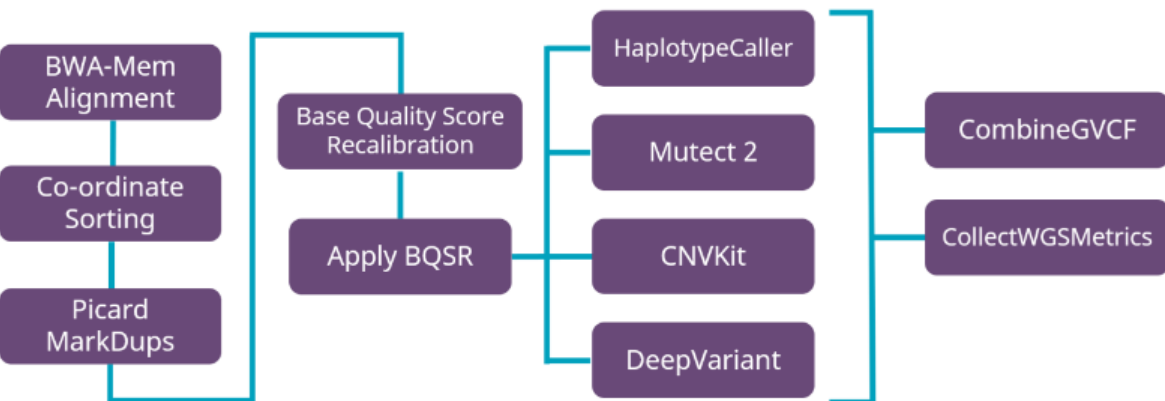 BWA-Mem
Alignment
Co-ordinate
Sorting
Picard
MarkDups
Base Quality Score
Recalibration
Apply BQSR
HaplotypeCaller
Mutect 2
CNVKit
DeepVariant
CombineGVCF
CollectWGSMetrics